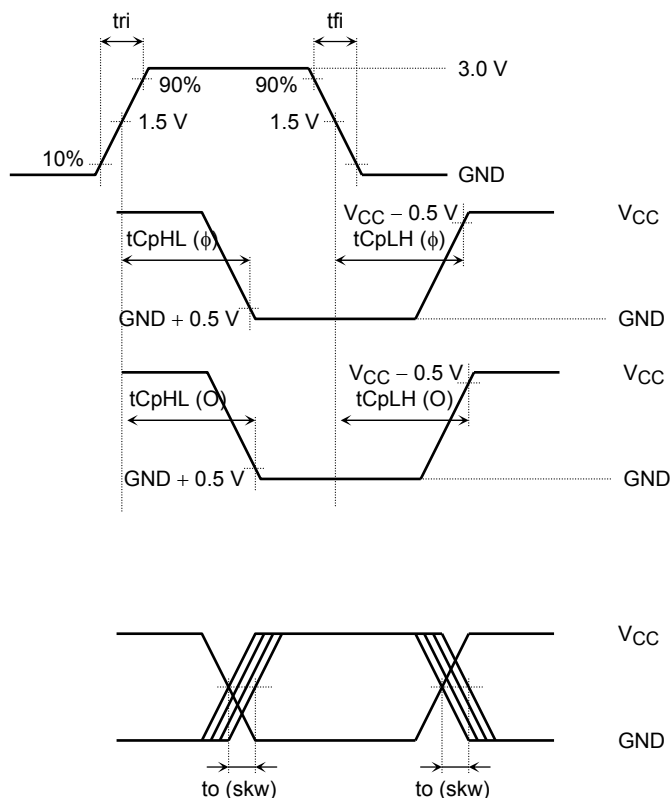 tri
tfi
3.0 V
90%
90%
1.5 V
1.5 V
10%
GND
VCC − 0.5 V
VCC
tCpHL (ϕ)
tCpLH (ϕ)
GND + 0.5 V
GND
VCC − 0.5 V
VCC
tCpHL (O)
tCpLH (O)
GND + 0.5 V
GND
VCC
GND
to (skw)
to (skw)